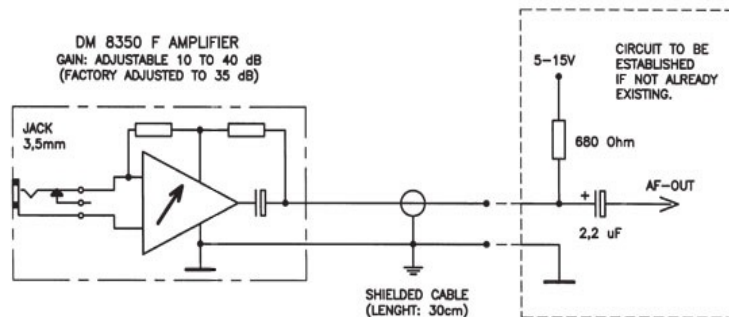 DM 8350 F AMPLIFIER
GAIN: ADJUSTABLE 10 TO 40 dB
(FACTORY ADJUSTED TO 35 dB)
JACK
3,5mm
SHIELDED CABLE
(LENGHT: 30cm)
5-15V
CIRCUIT TO BE
ESTABLISHED
IF NOT ALREADY
EXISTING.
680 Ohm
+
AF-OUT
2,2 uF